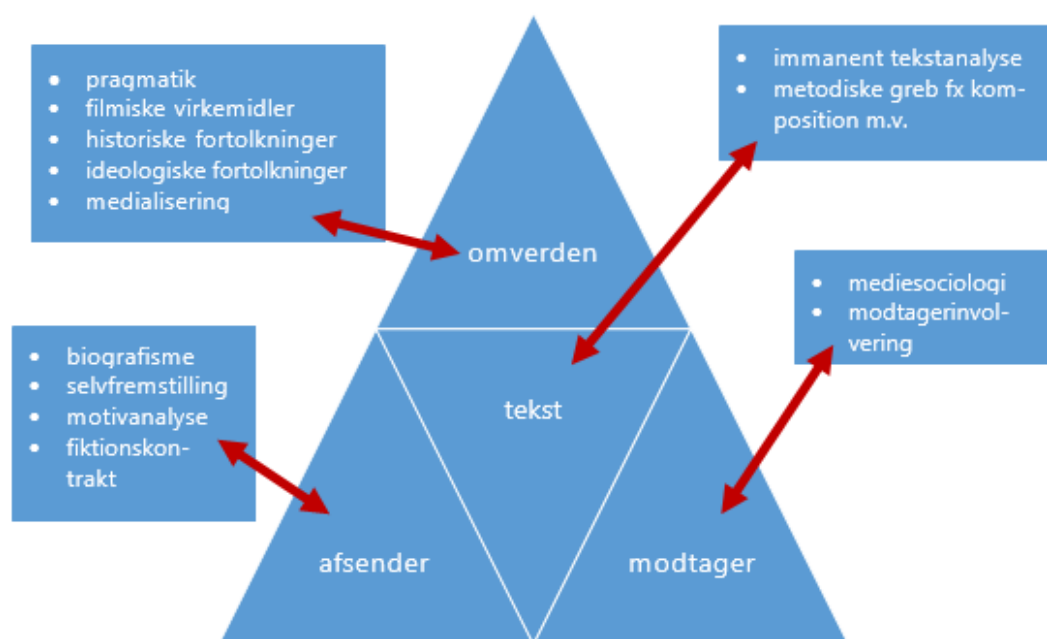 • pragmatik
• filmiske virkemidler
• historiske fortolkninger
• ideologiske fortolkninger
• medialisering
• immanent tekstanalyse
• metodiske greb fx kom-
position m.v.
omverden
• mediesociologi
• modtagerinvol-
vering
• biografisme
• selvfremstilling
• motivanalyse
• fiktionskon-
trakt
tekst
afsender
modtager